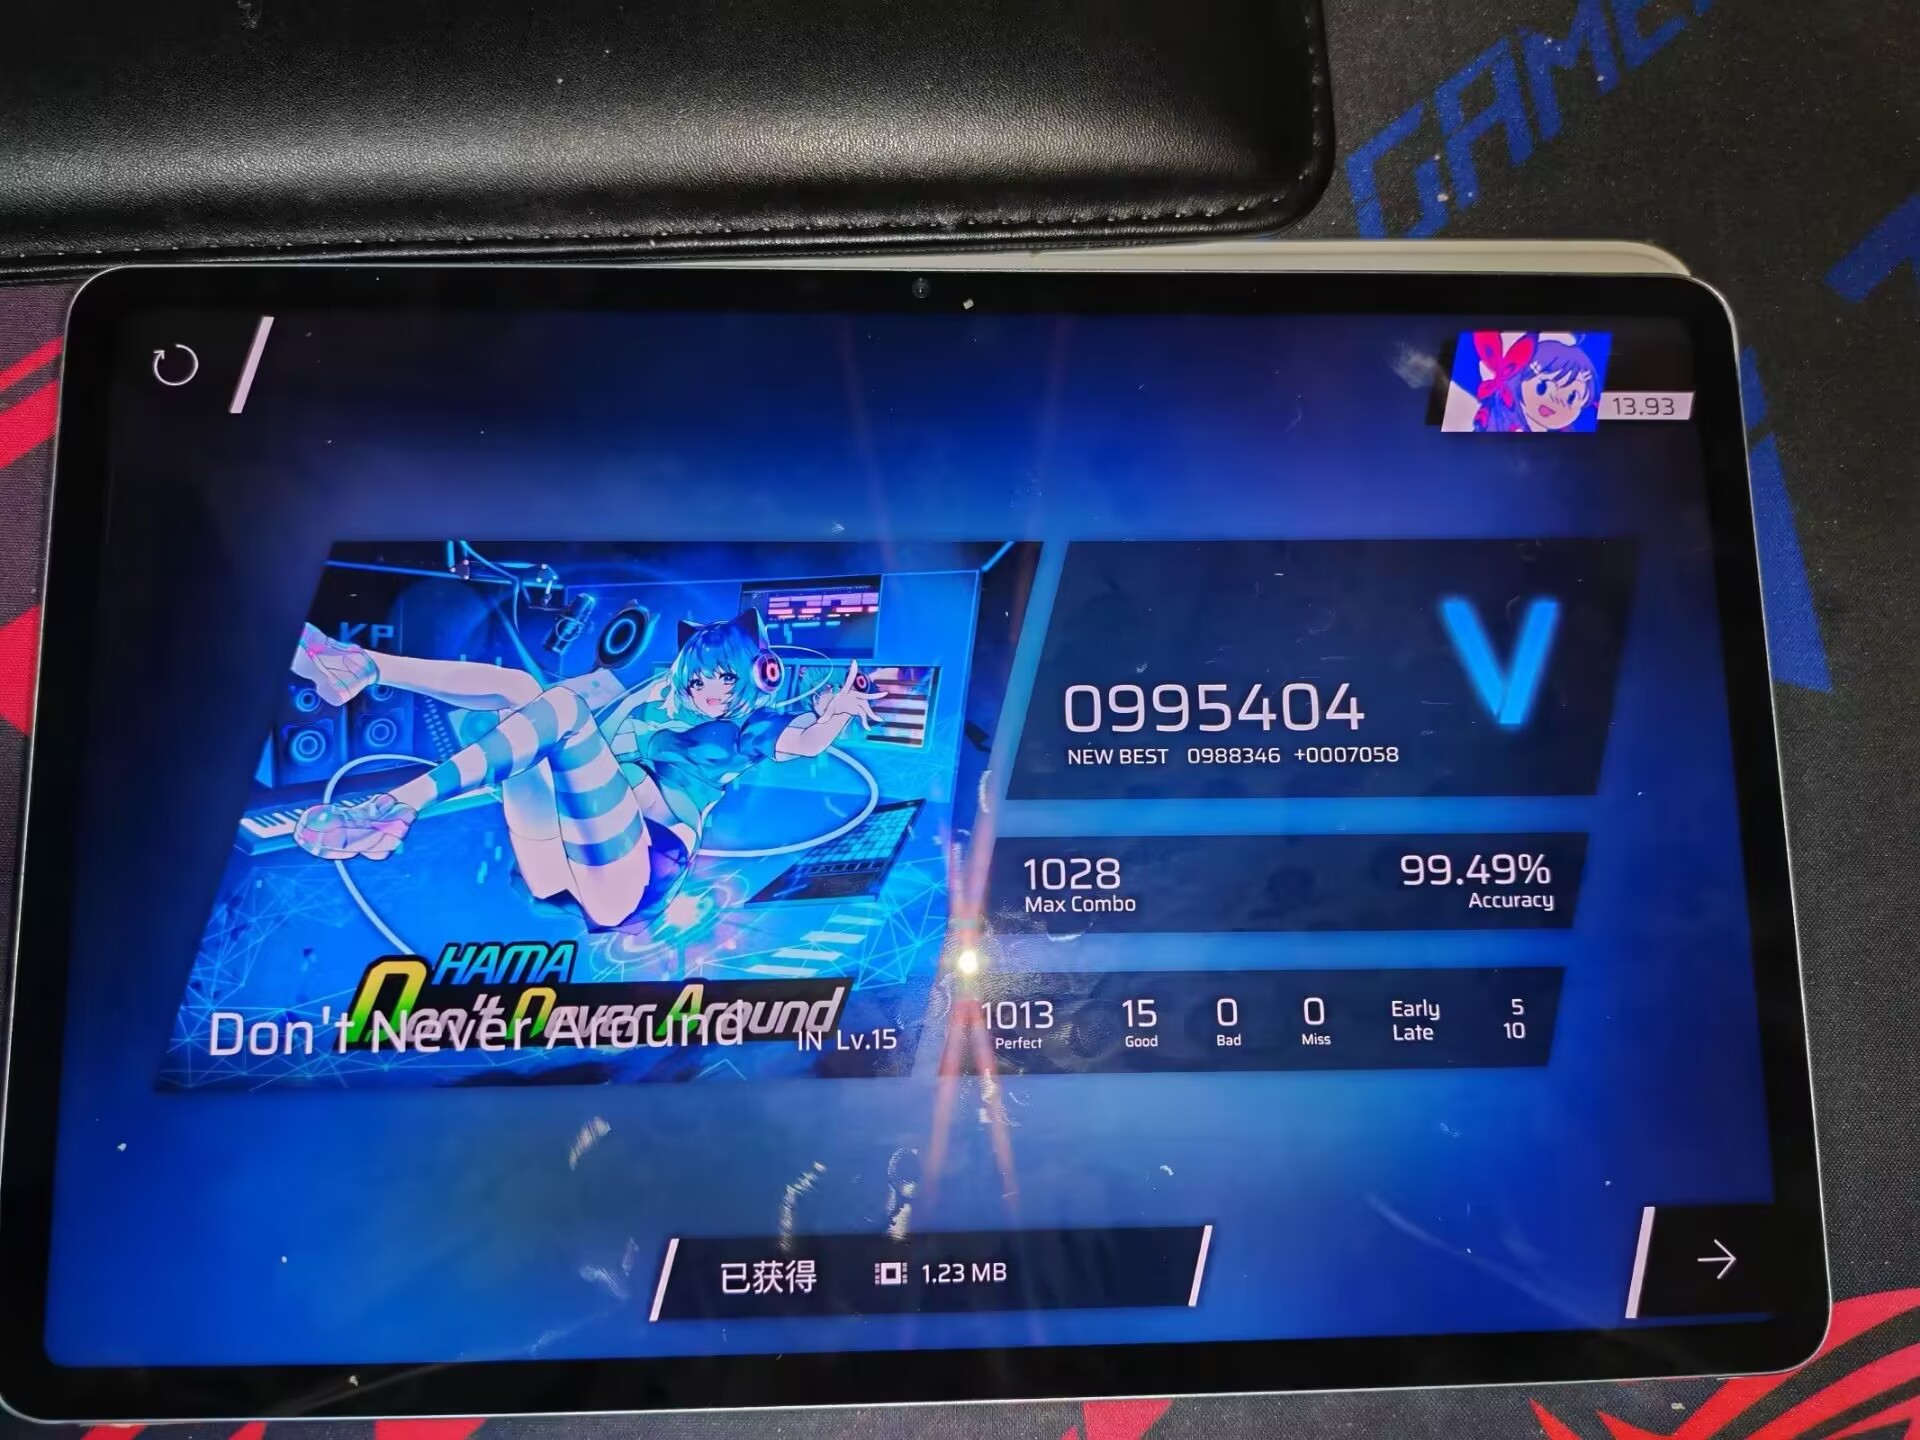 GAME
13.93
KP
0995404
V
NEW BEST 0988346 +0007058
1028
Max Combo
99.49%
Accuracy
HAMA
Don't Never Around
Don't Never Around IN Lv.15
1013
Perfect
15
Good
0
Bad
0
Miss
Early 5
Late 10
已获得 1.23 MB